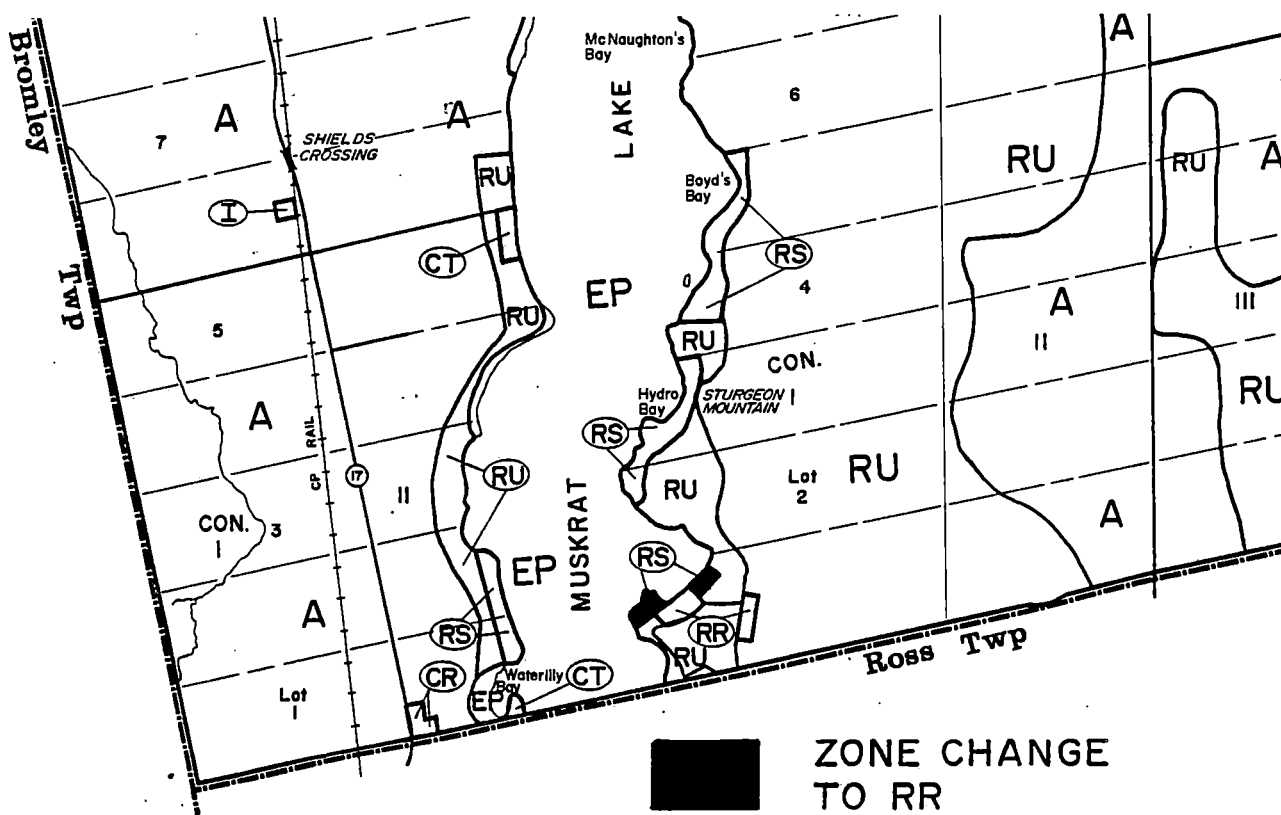 Bromley
Twp
McNaughton's
Bay
A
LAKE
6
7
A
A
SHIELDS
CROSSING
RU
RU
RU
A
Boyd's
Bay
I
CT
RS
EP
4
A
III
5
RU
II
RU
CON.
I
RU
A
Hydro
Bay
STURGEON
MOUNTAIN
CP RAIL
RS
17
II
RU
RU
Lot
2
RU
MUSKRAT
A
CON.
I
3
EP
RS
A
RS
RR
RU
Ross Twp
CR
Waterlily
Bay
CT
EP
Lot
1
ZONE CHANGE
TO RR